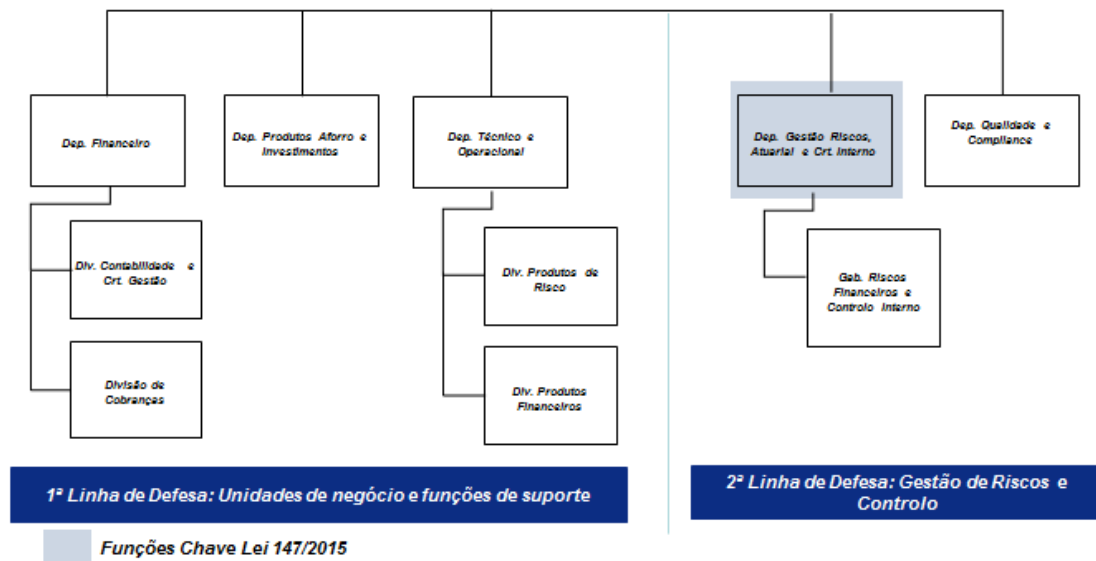 Dep. Financeiro
Dep. Produtos Aforro e
Investimentos
Dep. Técnico e
Operacional
Dep. Gestão Riscos,
Atuarial e Crt. Interno
Dep. Qualidade e
Compliance
Div. Contabilidade e
Crt. Gestão
Div. Produtos de
Risco
Gab. Riscos
Financeiros e
Controlo Interno
Divisão de
Cobranças
Div. Produtos
Financeiros
1ª Linha de Defesa: Unidades de negócio e funções de suporte
2ª Linha de Defesa: Gestão de Riscos e
Controlo
Funções Chave Lei 147/2015